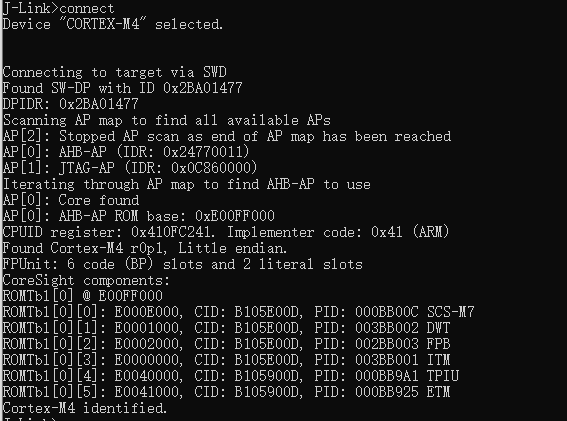 J-Link>connect
Device "CORTEX-M4" selected.
Connecting to target via SWD
Found SW-DP with ID 0x2BA01477
DPIDR: 0x2BA01477
Scanning AP map to find all available APs
AP[2]: Stopped AP scan as end of AP map has been reached
AP[0]: AHB-AP (IDR: 0x24770011)
AP[1]: JTAG-AP (IDR: 0x0C860000)
Iterating through AP map to find AHB-AP to use
AP[0]: Core found
AP[0]: AHB-AP ROM base: 0xE00FF000
CPUID register: 0x410FC241. Implementer code: 0x41 (ARM)
Found Cortex-M4 r0p1, Little endian.
FPUnit: 6 code (BP) slots and 2 literal slots
CoreSight components:
ROMTbl[0] @ E00FF000
ROMTbl[0][0]: E000E000, CID: B105E00D, PID: 000BB00C SCS-M7
ROMTbl[0][1]: E0001000, CID: B105E00D, PID: 003BB002 DWT
ROMTbl[0][2]: E0002000, CID: B105E00D, PID: 002BB003 FPB
ROMTbl[0][3]: E0000000, CID: B105E00D, PID: 003BB001 ITM
ROMTbl[0][4]: E0040000, CID: B105900D, PID: 000BB9A1 TPIU
ROMTbl[0][5]: E0041000, CID: B105900D, PID: 000BB925 ETM
Cortex-M4 identified.
J-Link>